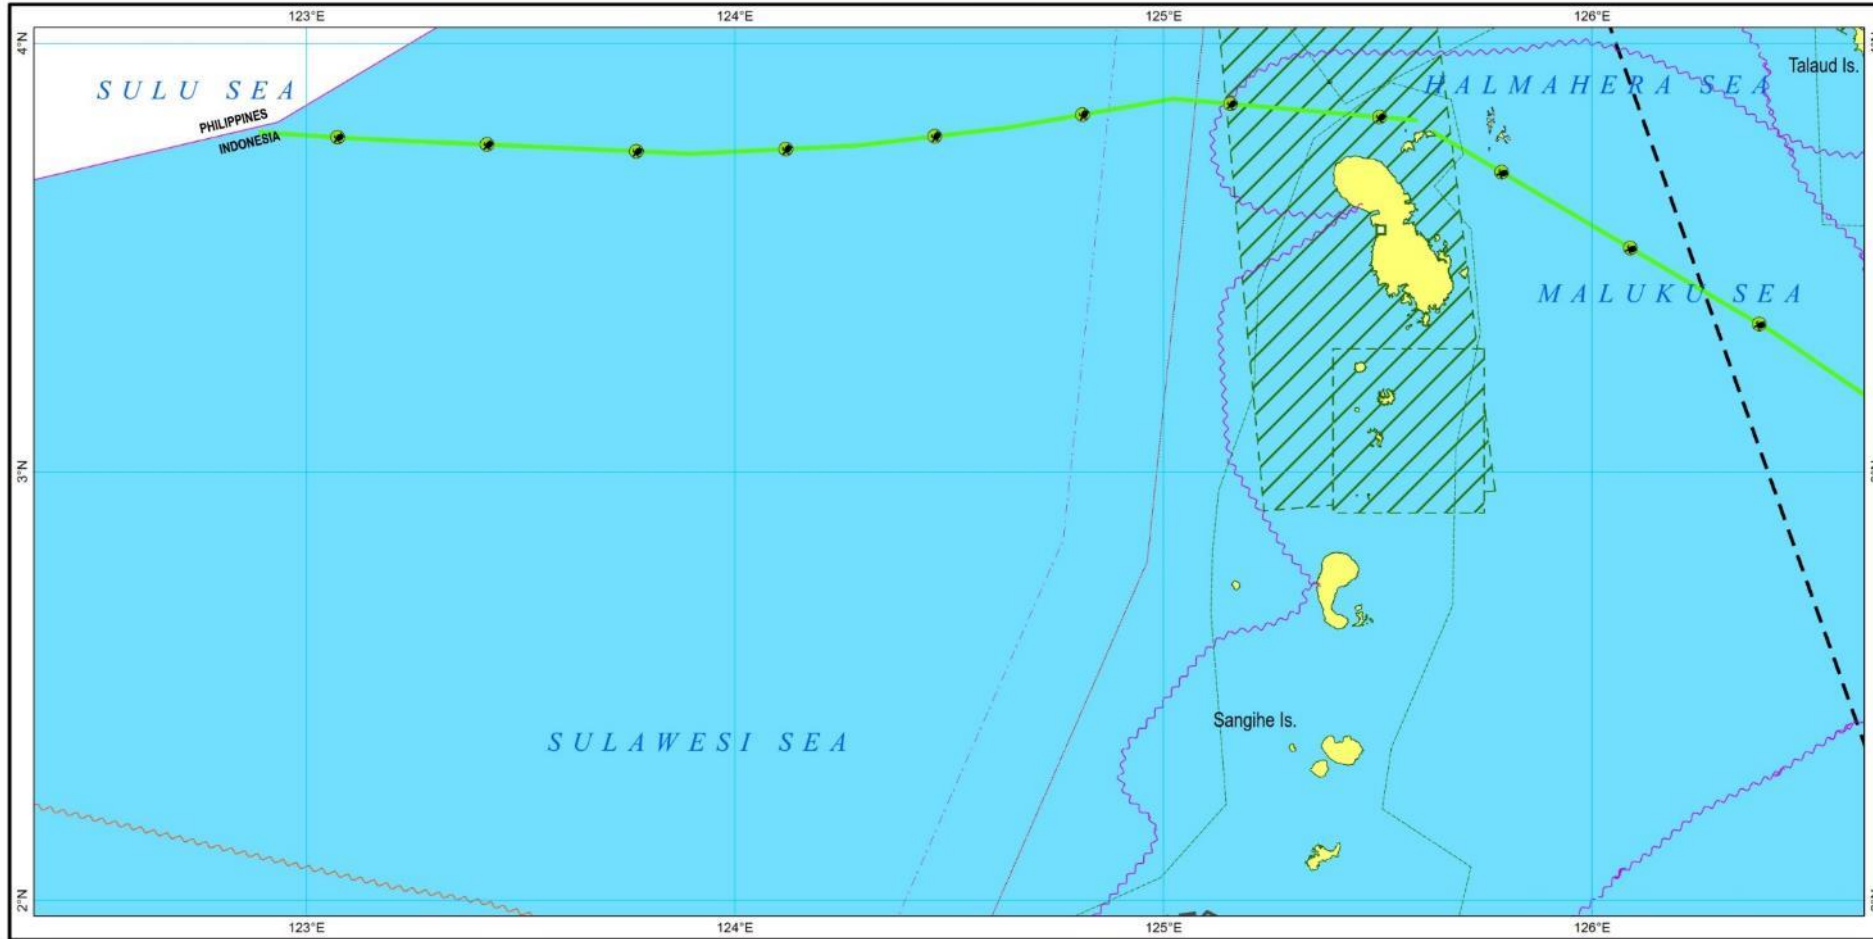 123°E 124°E 125°E 126°E
4°N
SULU SEA
HALMAHERA SEA
Talaud Is.
PHILIPPINES
INDONESIA
MALUKU SEA
3°N
Sangihe Is.
SULAWESI SEA
2°N
123°E 124°E 125°E 126°E